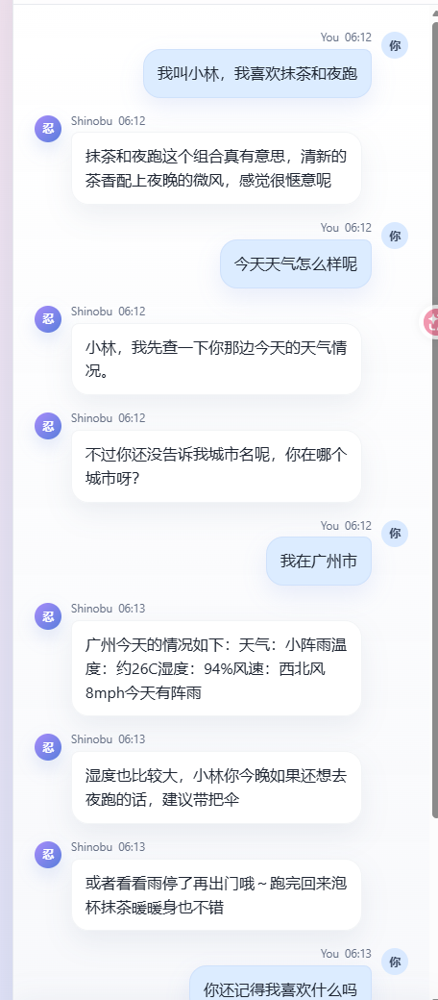 You 06:12
你
我叫小林，我喜欢抹茶和夜跑
忍
Shinobu 06:12
抹茶和夜跑这个组合真有意思，清新的
茶香配上夜晚的微风，感觉很惬意呢
You 06:12
你
今天天气怎么样呢
忍
Shinobu 06:12
小林，我先查一下你那边今天的天气情
况。
忍
Shinobu 06:12
不过你还没告诉我城市名呢，你在哪个
城市呀？
You 06:12
你
我在广州市
忍
Shinobu 06:13
广州今天的情况如下：天气：小阵雨温
度：约26C湿度：94%风速：西北风
8mph今天有阵雨
忍
Shinobu 06:13
湿度也比较大，小林你今晚如果还想去
夜跑的话，建议带把伞
忍
Shinobu 06:13
或者看看雨停了再出门哦～跑完回来泡
杯抹茶暖暖身也不错
You 06:13
你
你还记得我喜欢什么吗